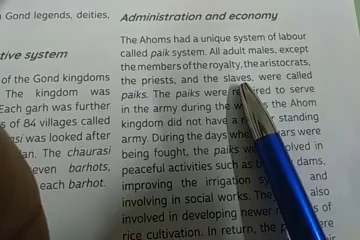 n Gond legends, deities,
tive system
of the Gond kingdoms
The kingdom was
Each garh was further
s of 84 villages called
asi was looked after
an. The chaurasi
even barhots,
each barhot.
Administration and economy
The Ahoms had a unique system of labour
called paik system. All adult males, except
the members of the royalty, the aristocrats,
the priests, and the slaves, were called
paiks. The paiks were required to serve
in the army during the the Ahom
kingdom did not have a standing
army. During the days were
being fought, the paiks in
peaceful activities such dams,
improving the irrigation and
involving in social works. also
involved in developing newer of
rice cultivation. In return, the